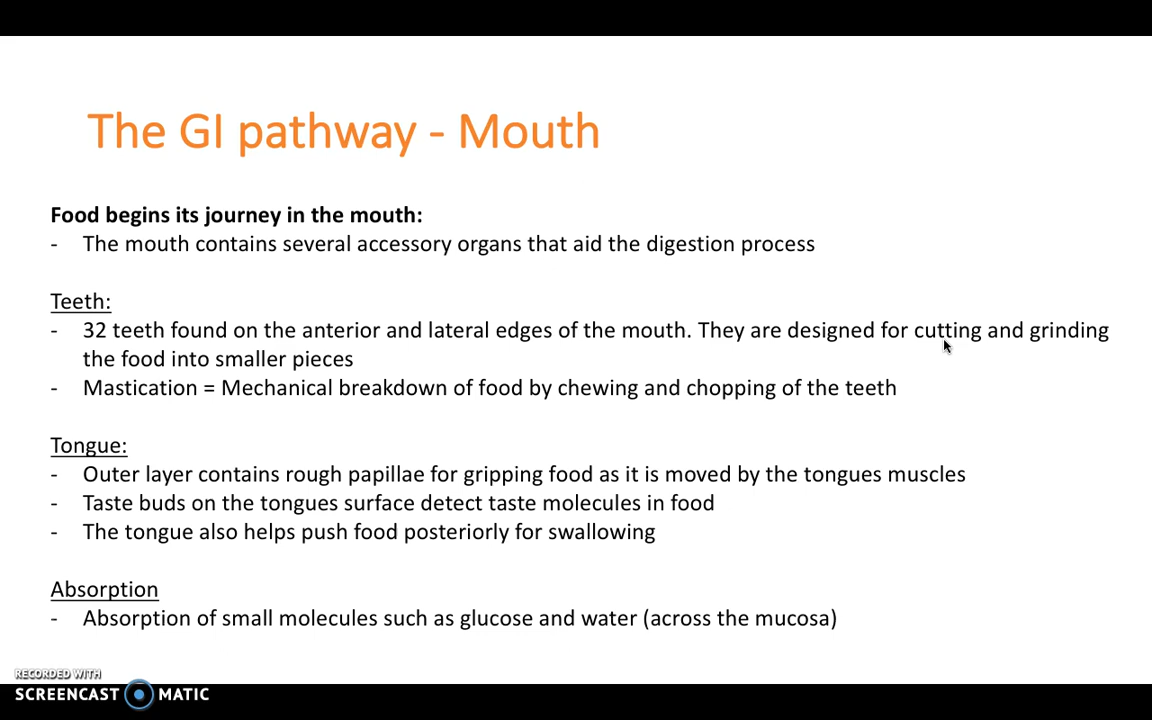 The GI pathway - Mouth
Food begins its journey in the mouth:
- The mouth contains several accessory organs that aid the digestion process
Teeth:
- 32 teeth found on the anterior and lateral edges of the mouth. They are designed for cutting and grinding
the food into smaller pieces
- Mastication = Mechanical breakdown of food by chewing and chopping of the teeth
Tongue:
- Outer layer contains rough papillae for gripping food as it is moved by the tongues muscles
- Taste buds on the tongues surface detect taste molecules in food
- The tongue also helps push food posteriorly for swallowing
Absorption
- Absorption of small molecules such as glucose and water (across the mucosa)
RECORDED WITH
SCREENCAST MATIC